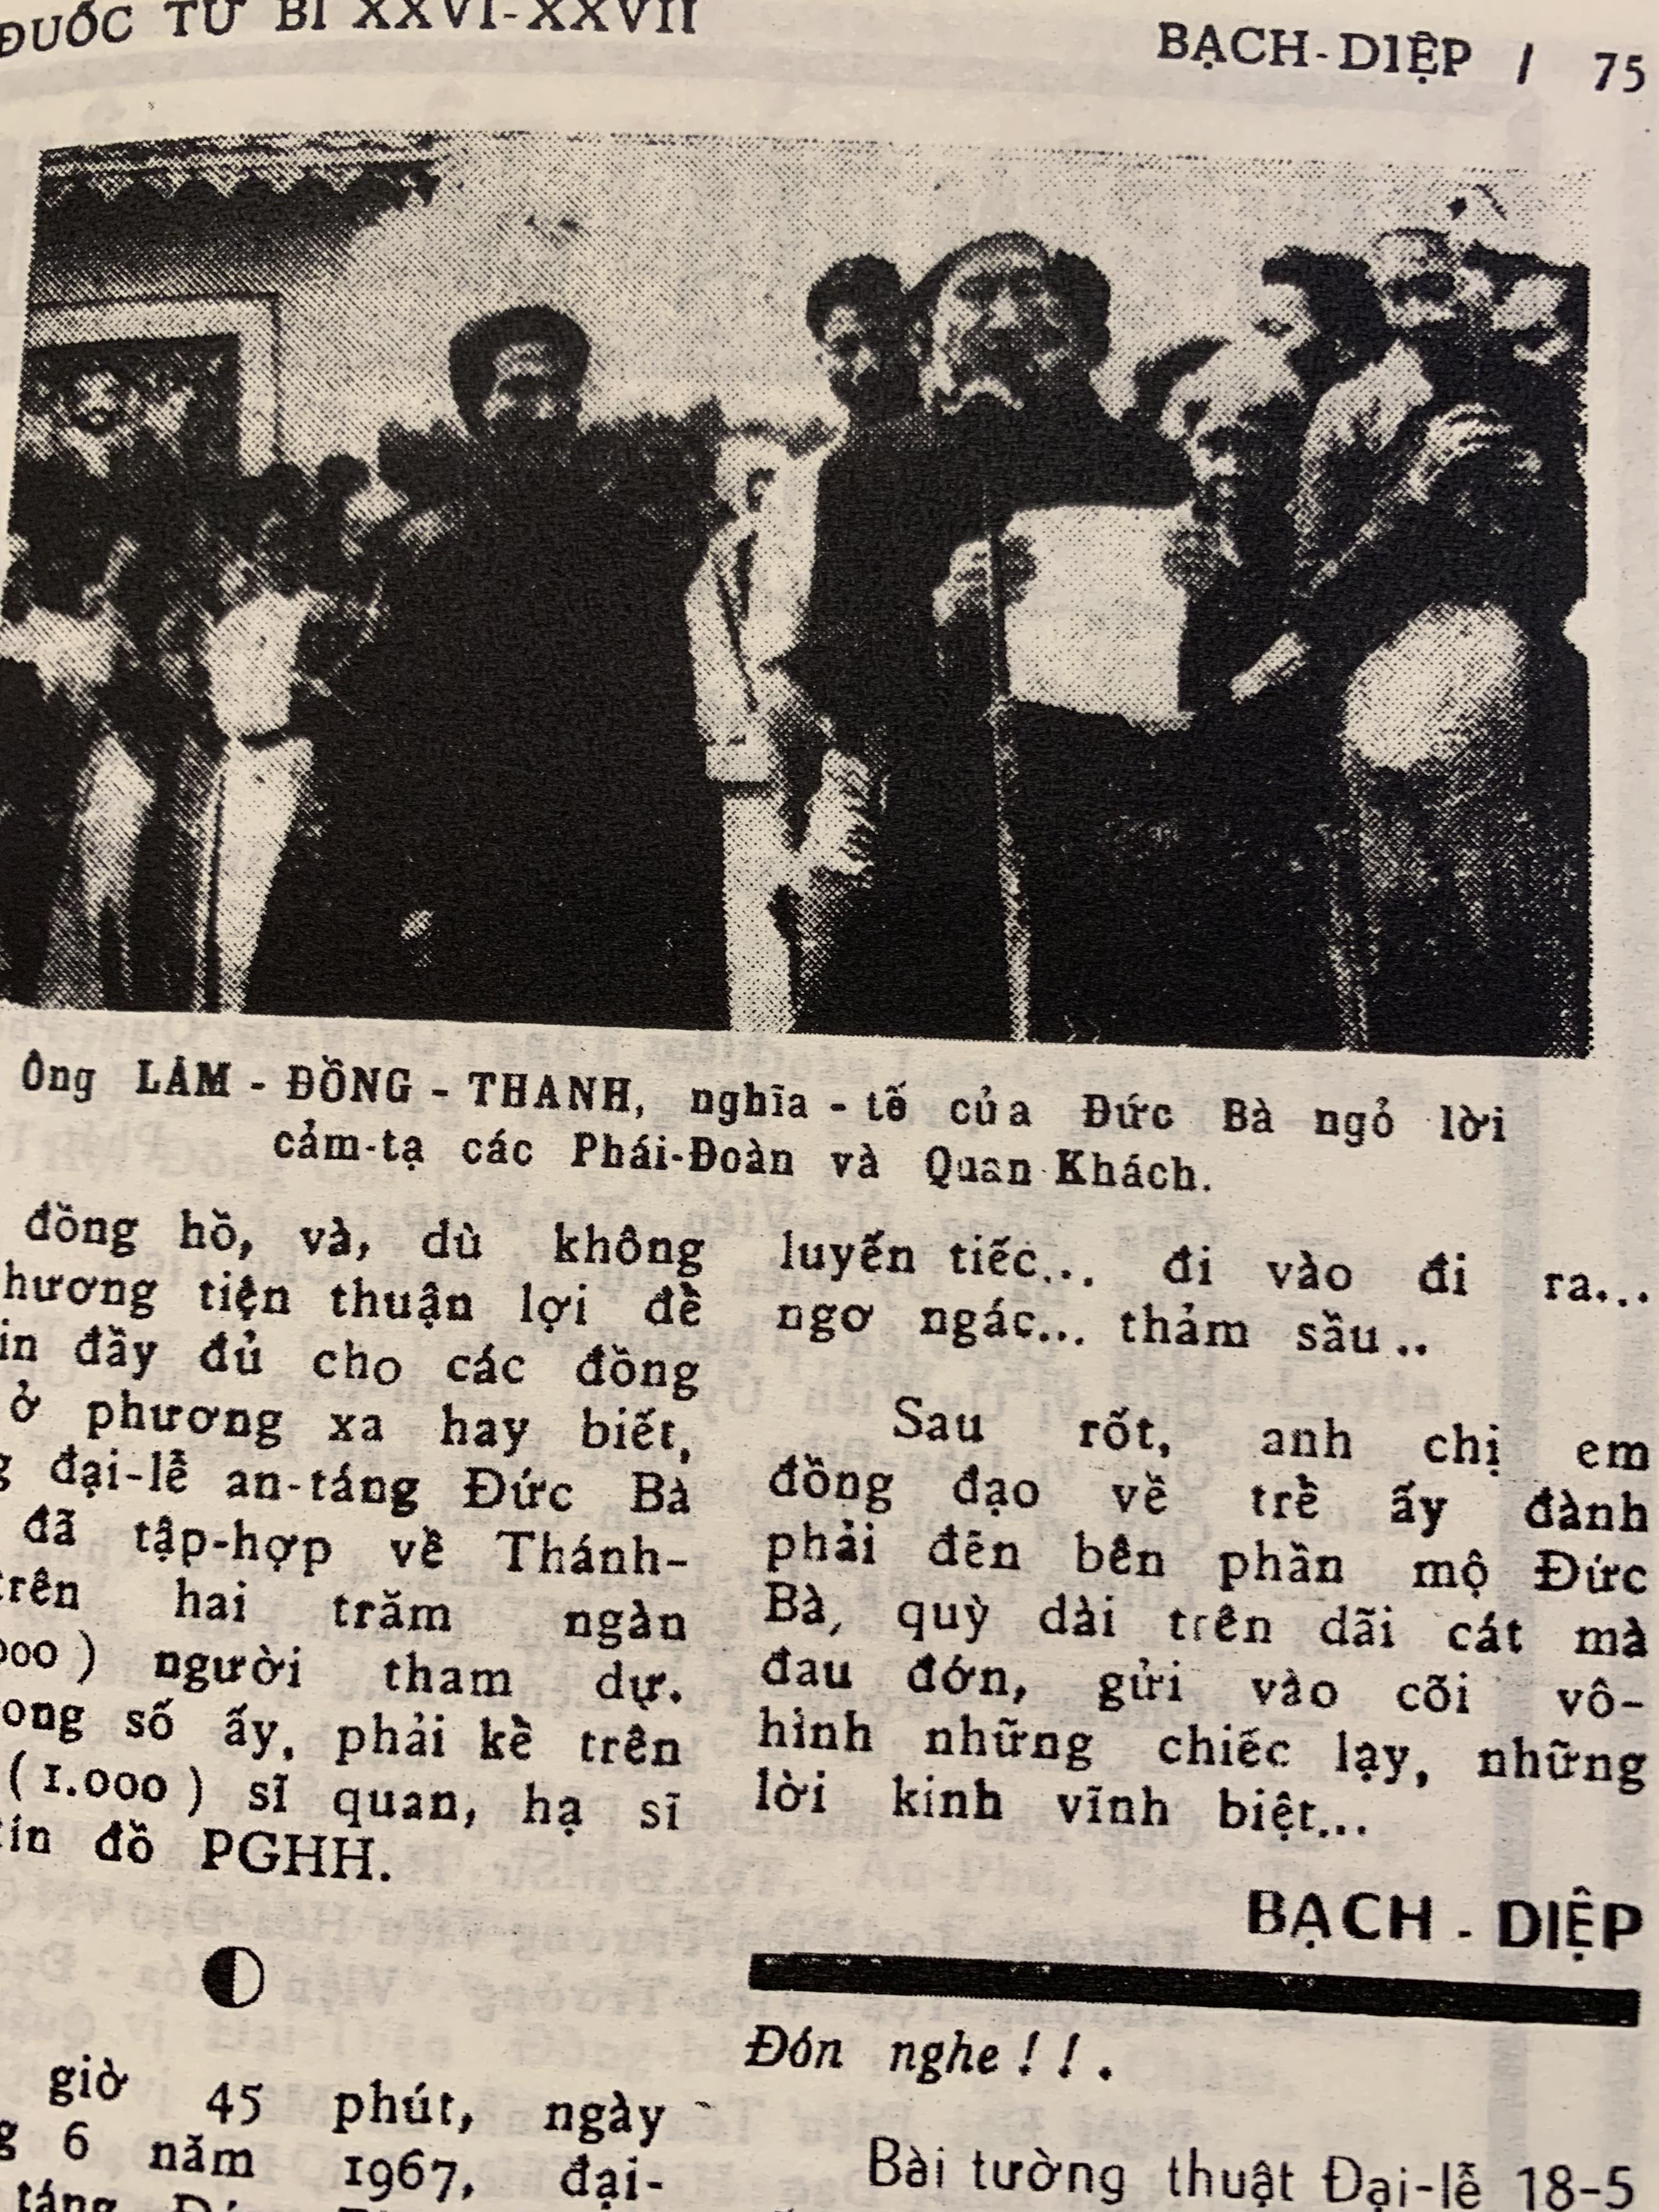 ĐUỐC TỪ BI XXVI-XXVII
BẠCH-DIỆP / 75
Ông LÂM - ĐỒNG - THANH, nghĩa - tế của Đức Bà ngỏ lời
cảm-tạ các Phái-Đoàn và Quan Khách.
đồng hồ, và, dù không
hương tiện thuận lợi để
in đầy đủ cho các đồng
ở phương xa hay biết,
g đại-lễ an-táng Đức Bà
đã tập-hợp về Thánh-
trên hai trăm ngàn
000 ) người tham dự.
ong số ấy, phải kể trên
( 1.000 ) sĩ quan, hạ sĩ
tín đồ PGHH.
giờ 45 phút, ngày
g 6 năm 1967, đại-
táng
luyến tiếc... đi vào đi ra...
ngơ ngác... thảm sầu..
Sau rốt, anh chị em
đồng đạo về trễ ấy đành
phải đến bên phần mộ Đức
Bà, quỳ dài trên dãi cát mà
đau đớn, gửi vào cõi vô-
hình những chiếc lạy, những
lời kinh vĩnh biệt...
BẠCH - DIỆP
Đón nghe ! ! .
Bài tường thuật Đại-lễ 18-5